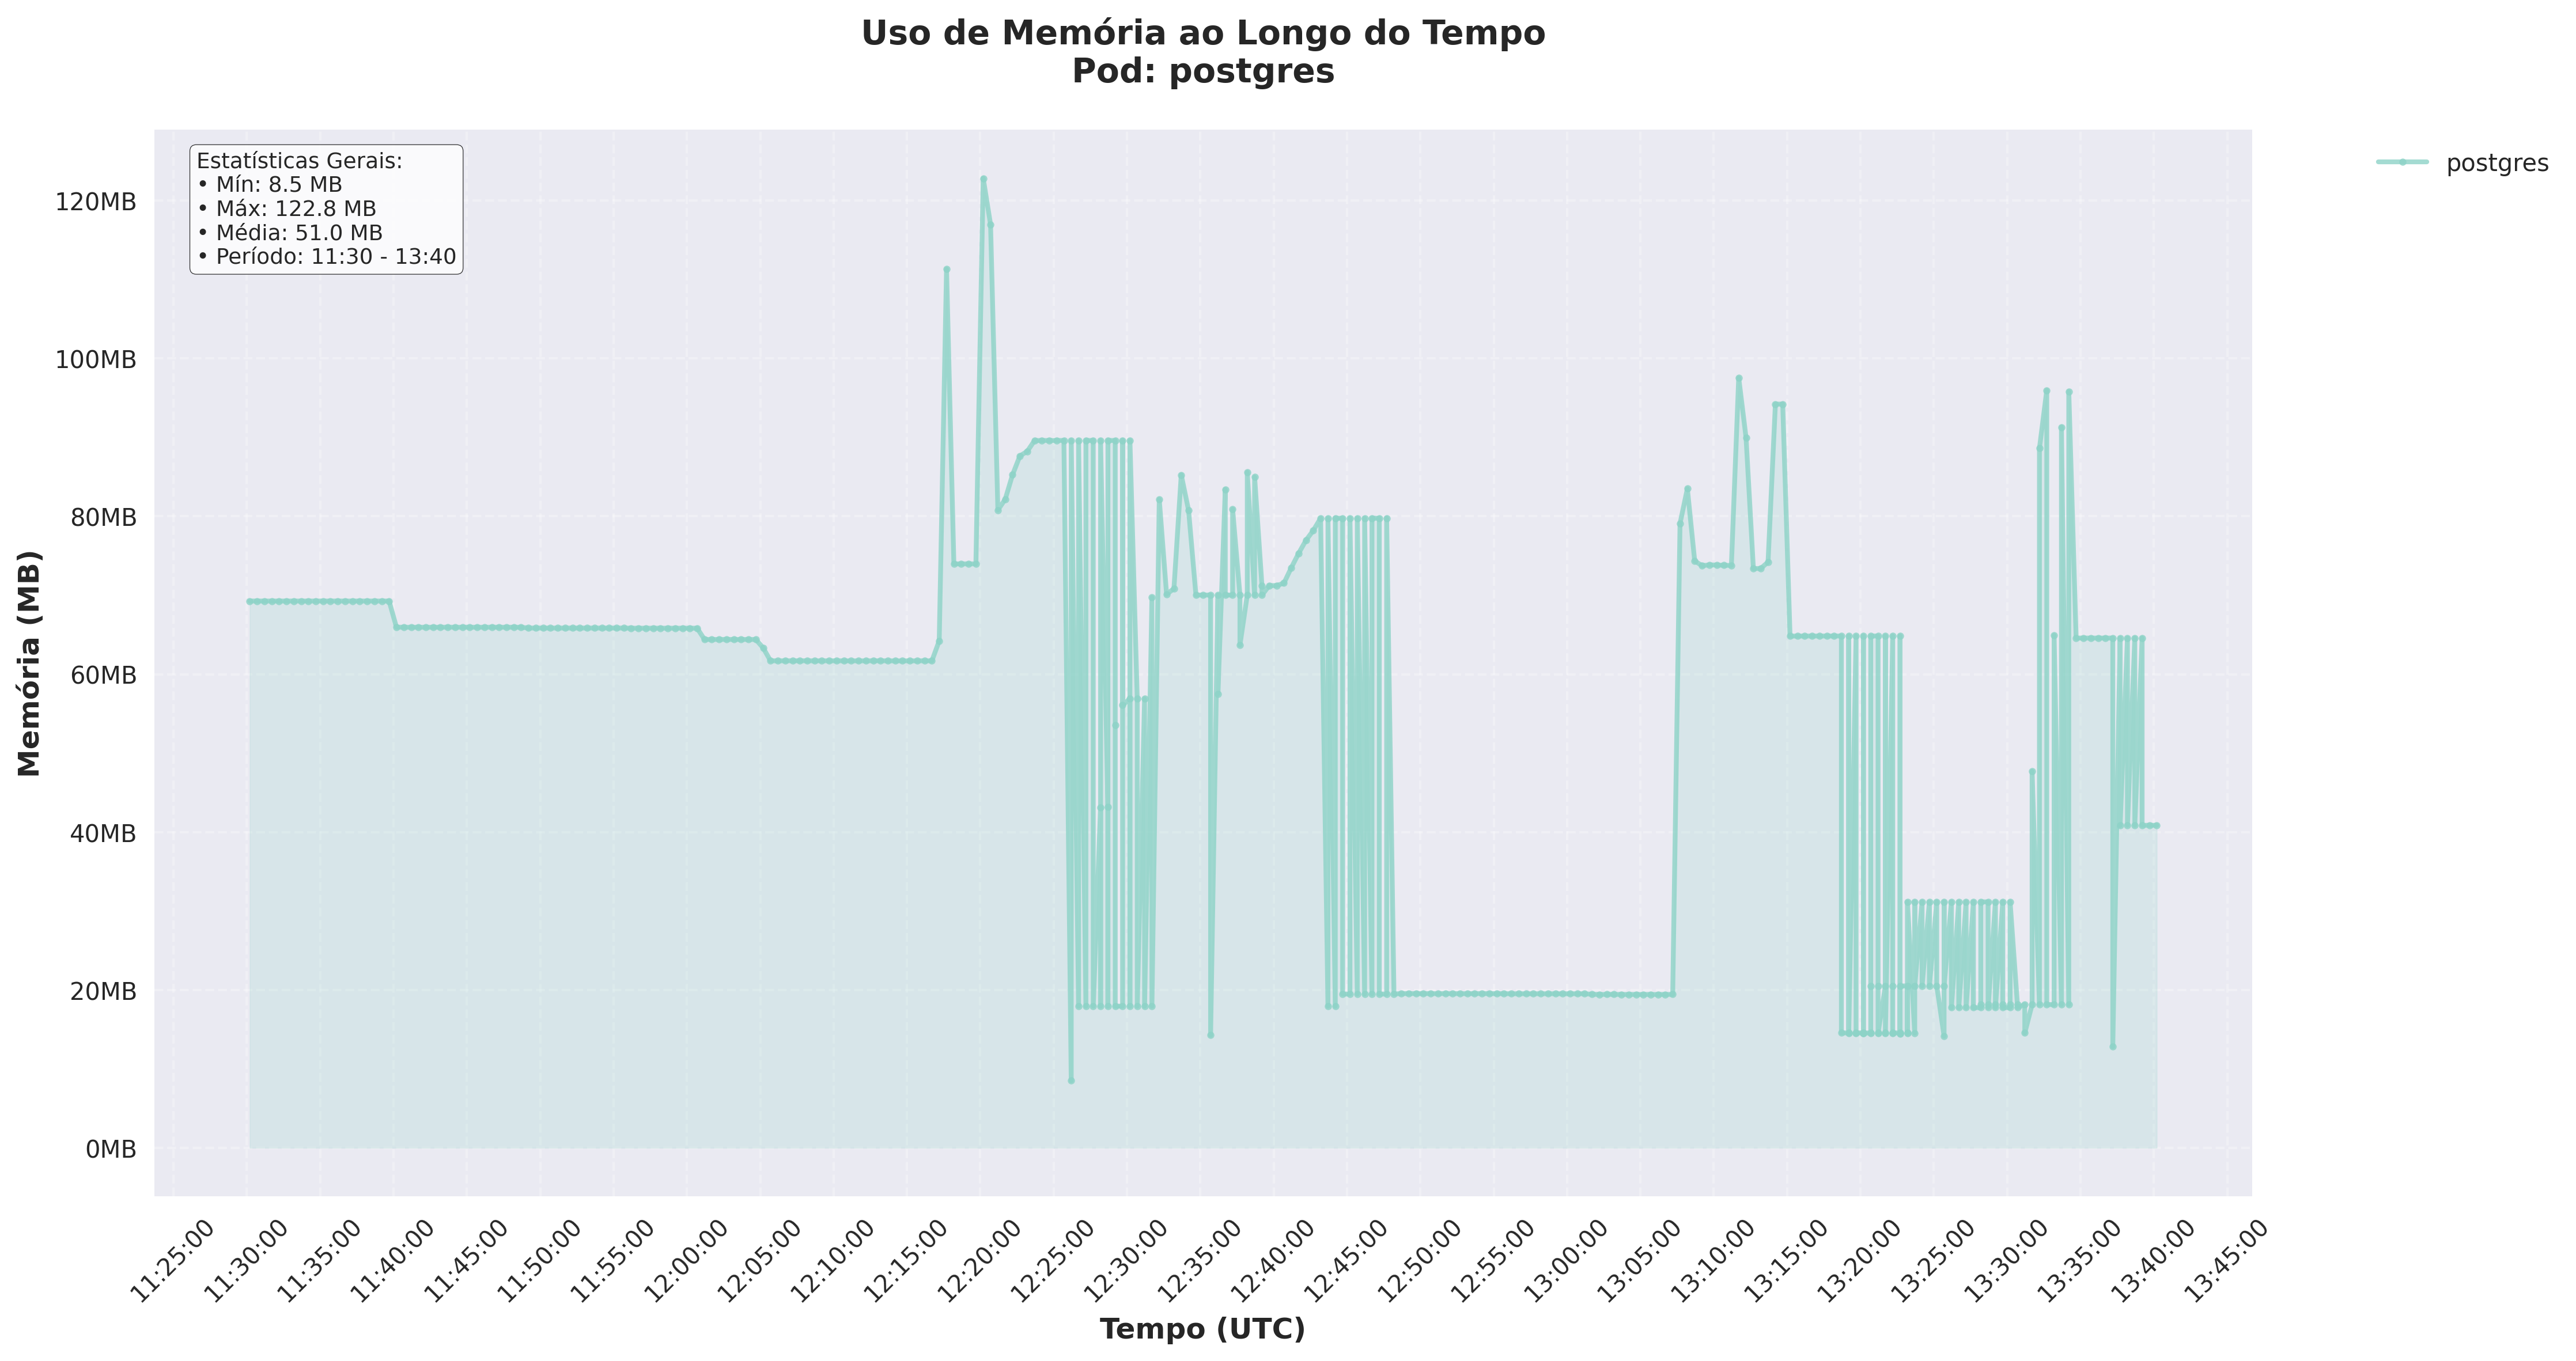 Uso de Memória ao Longo do Tempo
Pod: postgres
Estatísticas Gerais:
• Mín: 8.5 MB
• Máx: 122.8 MB
• Média: 51.0 MB
• Período: 11:30 - 13:40
postgres
120MB
100MB
80MB
60MB
40MB
20MB
0MB
Memória (MB)
11:25:00
11:30:00
11:35:00
11:40:00
11:45:00
11:50:00
11:55:00
12:00:00
12:05:00
12:10:00
12:15:00
12:20:00
12:25:00
12:30:00
12:35:00
12:40:00
12:45:00
12:50:00
12:55:00
13:00:00
13:05:00
13:10:00
13:15:00
13:20:00
13:25:00
13:30:00
13:35:00
13:40:00
13:45:00
Tempo (UTC)